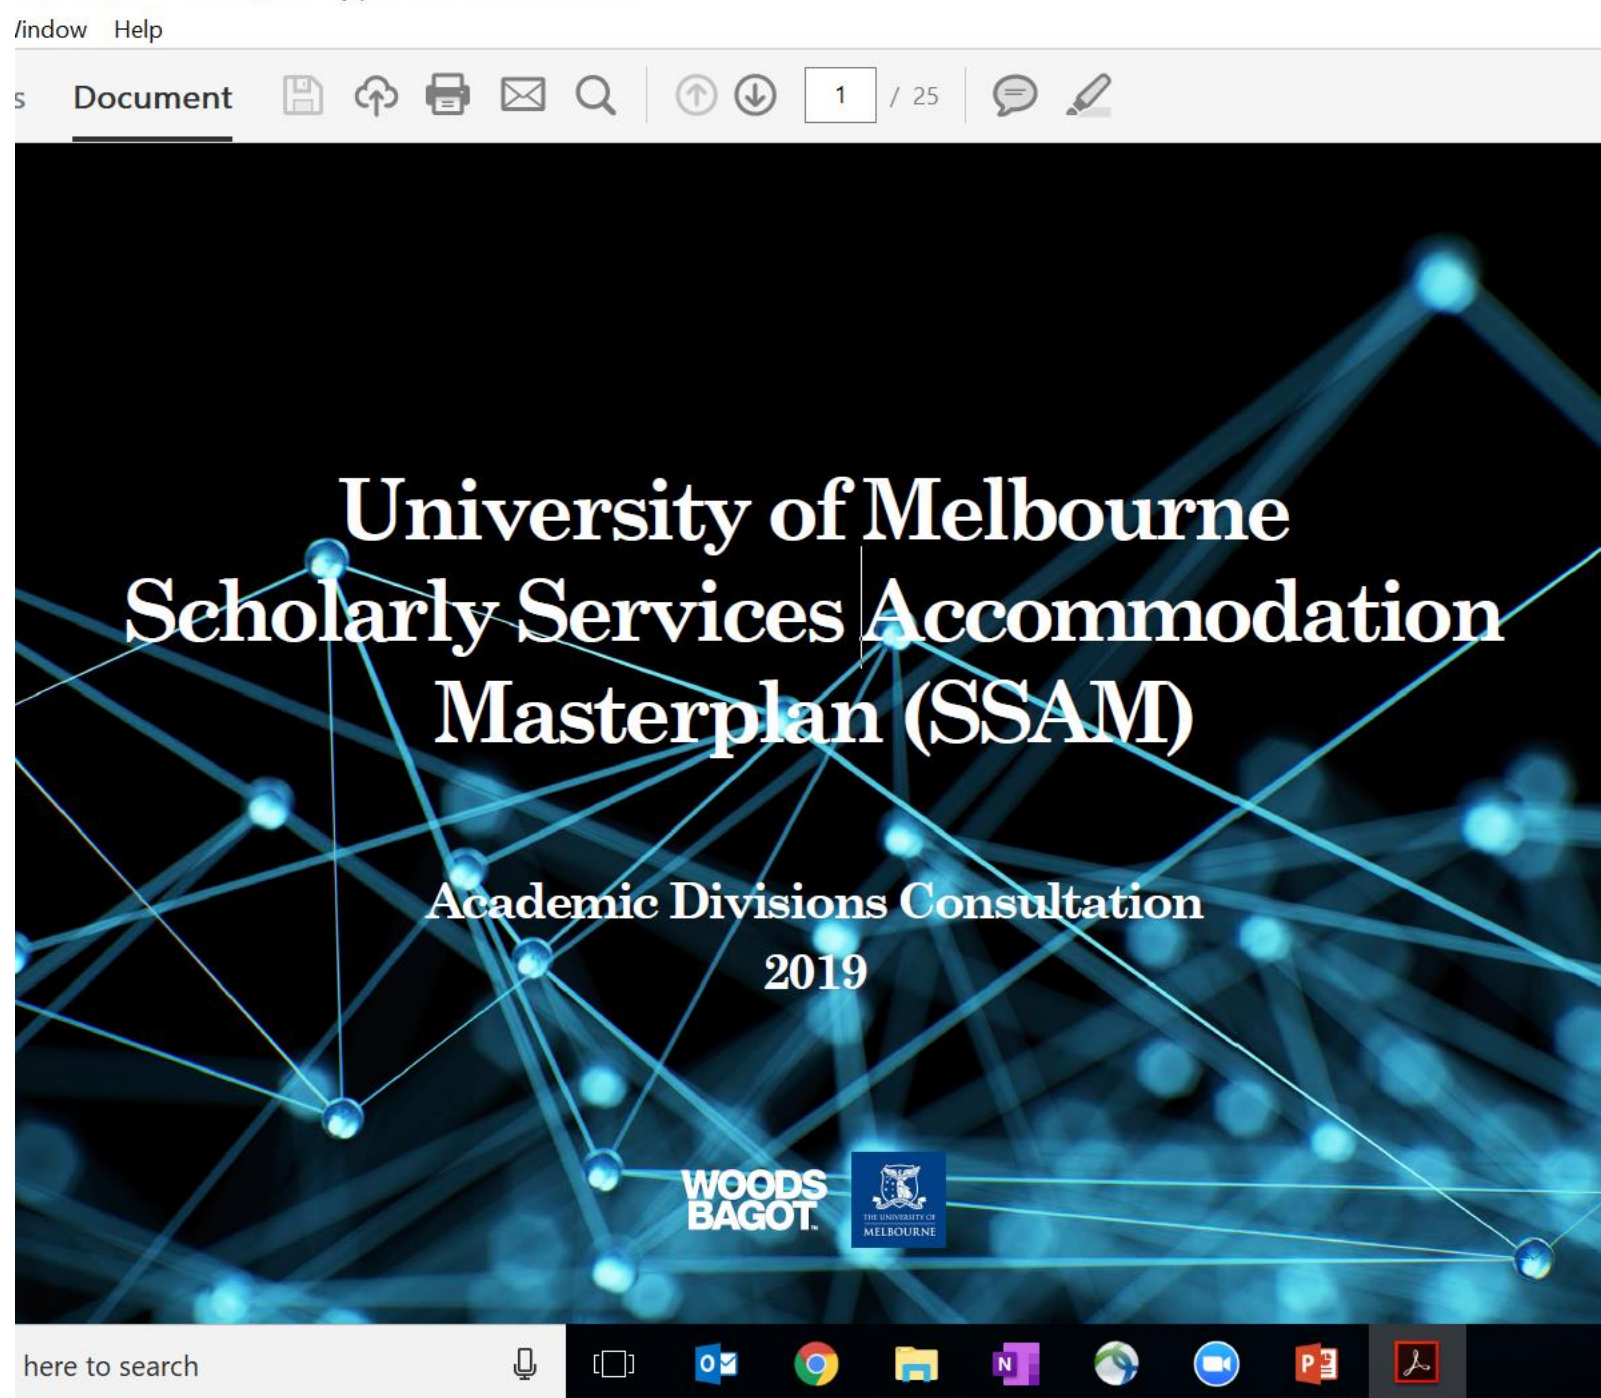 Window Help
s Document 1 / 25
University of Melbourne
Scholarly Services Accommodation
Masterplan (SSAM)
Academic Divisions Consultation
2019
WOODS
BAGOT
THE UNIVERSITY OF
MELBOURNE
here to search